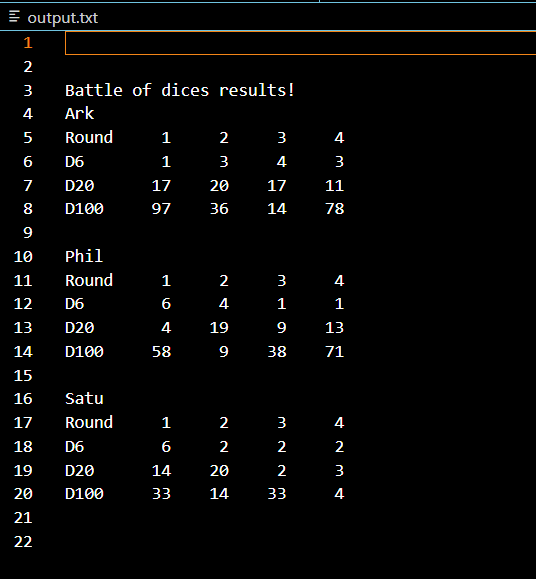 output.txt
1
2
3 Battle of dices results!
4 Ark
5 Round 1 2 3 4
6 D6 1 3 4 3
7 D20 17 20 17 11
8 D100 97 36 14 78
9
10 Phil
11 Round 1 2 3 4
12 D6 6 4 1 1
13 D20 4 19 9 13
14 D100 58 9 38 71
15
16 Satu
17 Round 1 2 3 4
18 D6 6 2 2 2
19 D20 14 20 2 3
20 D100 33 14 33 4
21
22